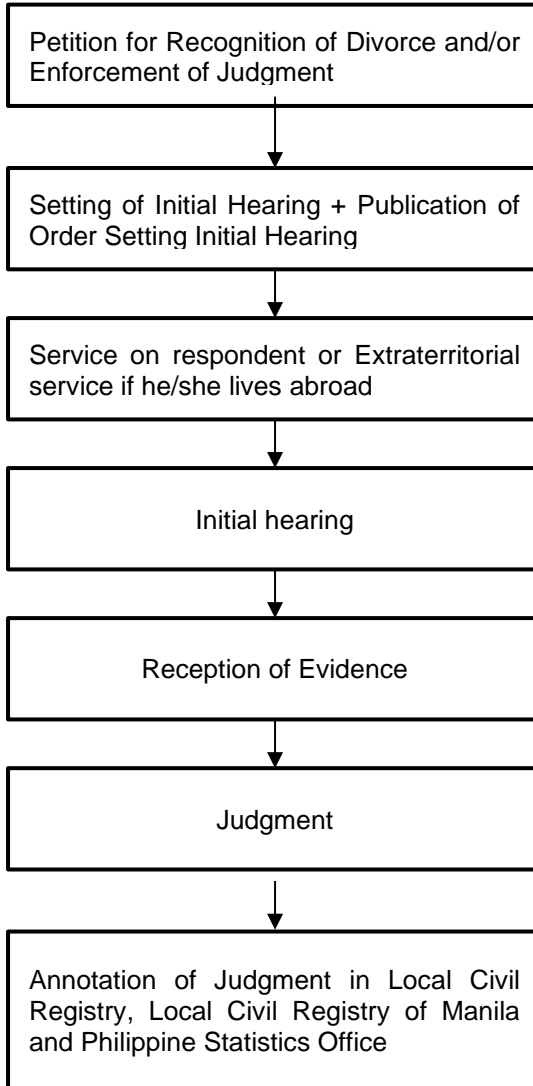 Petition for Recognition of Divorce and/or
Enforcement of Judgment
Setting of Initial Hearing + Publication of
Order Setting Initial Hearing
Service on respondent or Extraterritorial
service if he/she lives abroad
Initial hearing
Reception of Evidence
Judgment
Annotation of Judgment in Local Civil
Registry, Local Civil Registry of Manila
and Philippine Statistics Office